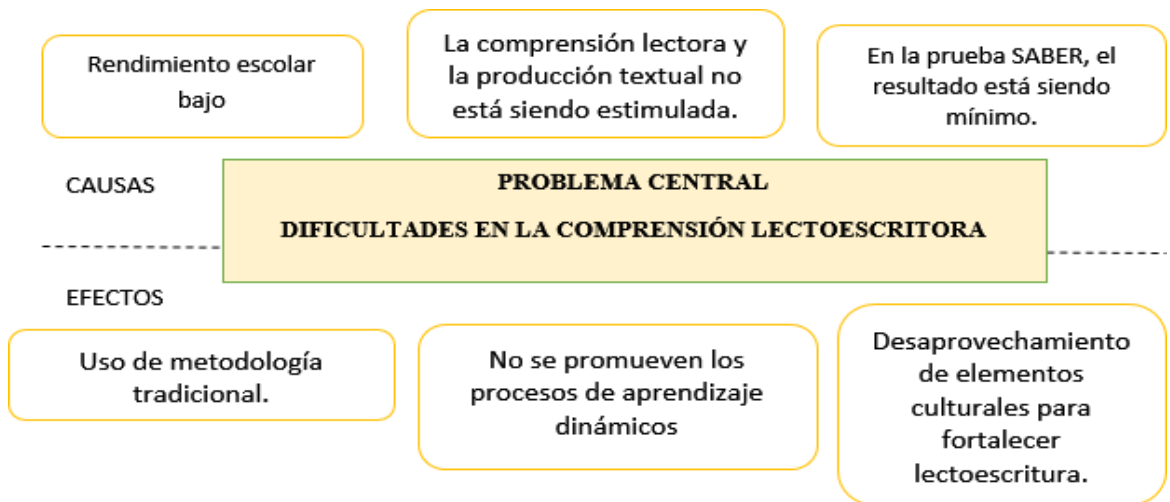 Rendimiento escolar
bajo
La comprensión lectora y
la producción textual no
está siendo estimulada.
En la prueba SABER, el
resultado está siendo
mínimo.
CAUSAS
PROBLEMA CENTRAL
DIFICULTADES EN LA COMPRENSIÓN LECTOESCRITORA
EFECTOS
Uso de metodología
tradicional.
No se promueven los
procesos de aprendizaje
dinámicos
Desaprovechamiento
de elementos
culturales para
fortalecer
lectoescritura.